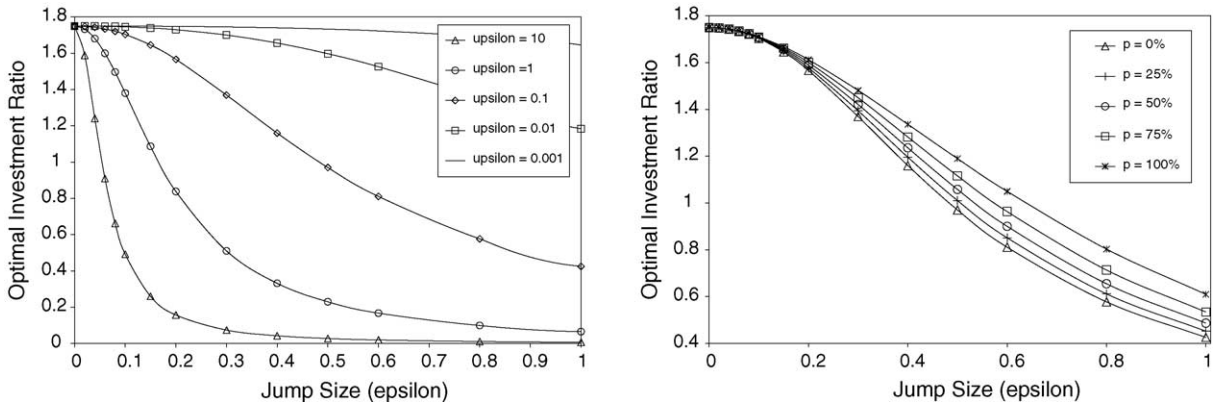 Optimal Investment Ratio
1.8
1.6
1.4
1.2
1
0.8
0.6
0.4
0.2
0
0 0.1 0.2 0.3 0.4 0.5 0.6 0.7 0.8 0.9 1
Jump Size (epsilon)
upsilon = 10
upsilon =1
upsilon = 0.1
upsilon = 0.01
upsilon = 0.001
Optimal Investment Ratio
1.8
1.6
1.4
1.2
1.0
0.8
0.6
0.4
0 0.2 0.4 0.6 0.8 1
Jump Size (epsilon)
p = 0%
p = 25%
p = 50%
p = 75%
p = 100%